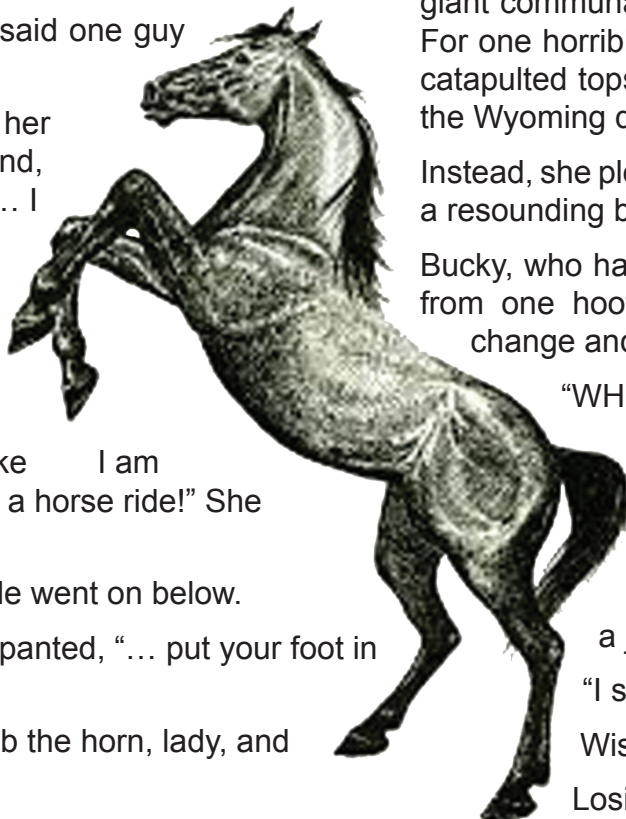 said one guy
her
nd,
… I
ke I am
a horse ride!” She
le went on below.
panted, “… put your foot in
b the horn, lady, and
giant communa
For one horrib
catapulted tops
the Wyoming d
Instead, she pl
a resounding b
Bucky, who ha
from one hoo
change and
“WH
a
“I s
Wis
Losi